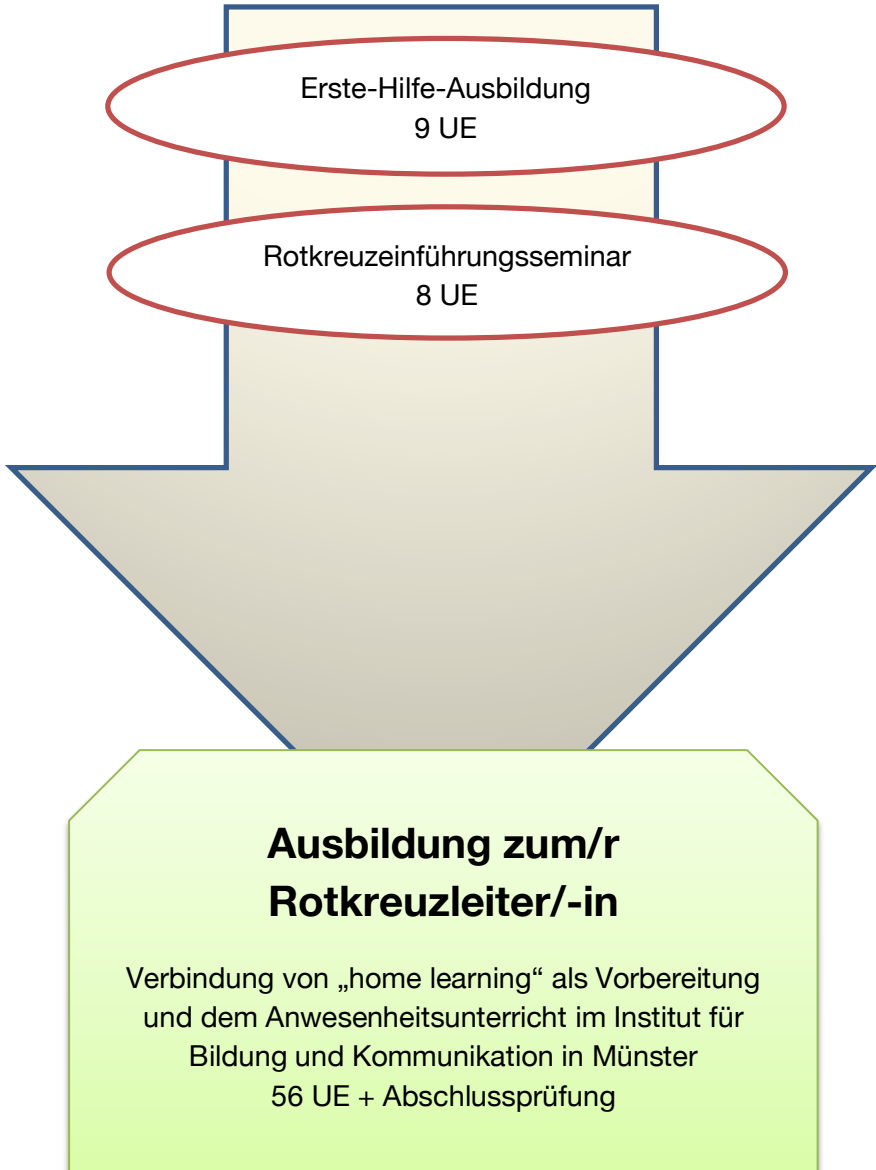 Erste-Hilfe-Ausbildung
9 UE
Rotkreuzeinführungsseminar
8 UE
Ausbildung zum/r
Rotkreuzleiter/-in
Verbindung von „home learning“ als Vorbereitung
und dem Anwesenheitsunterricht im Institut für
Bildung und Kommunikation in Münster
56 UE + Abschlussprüfung